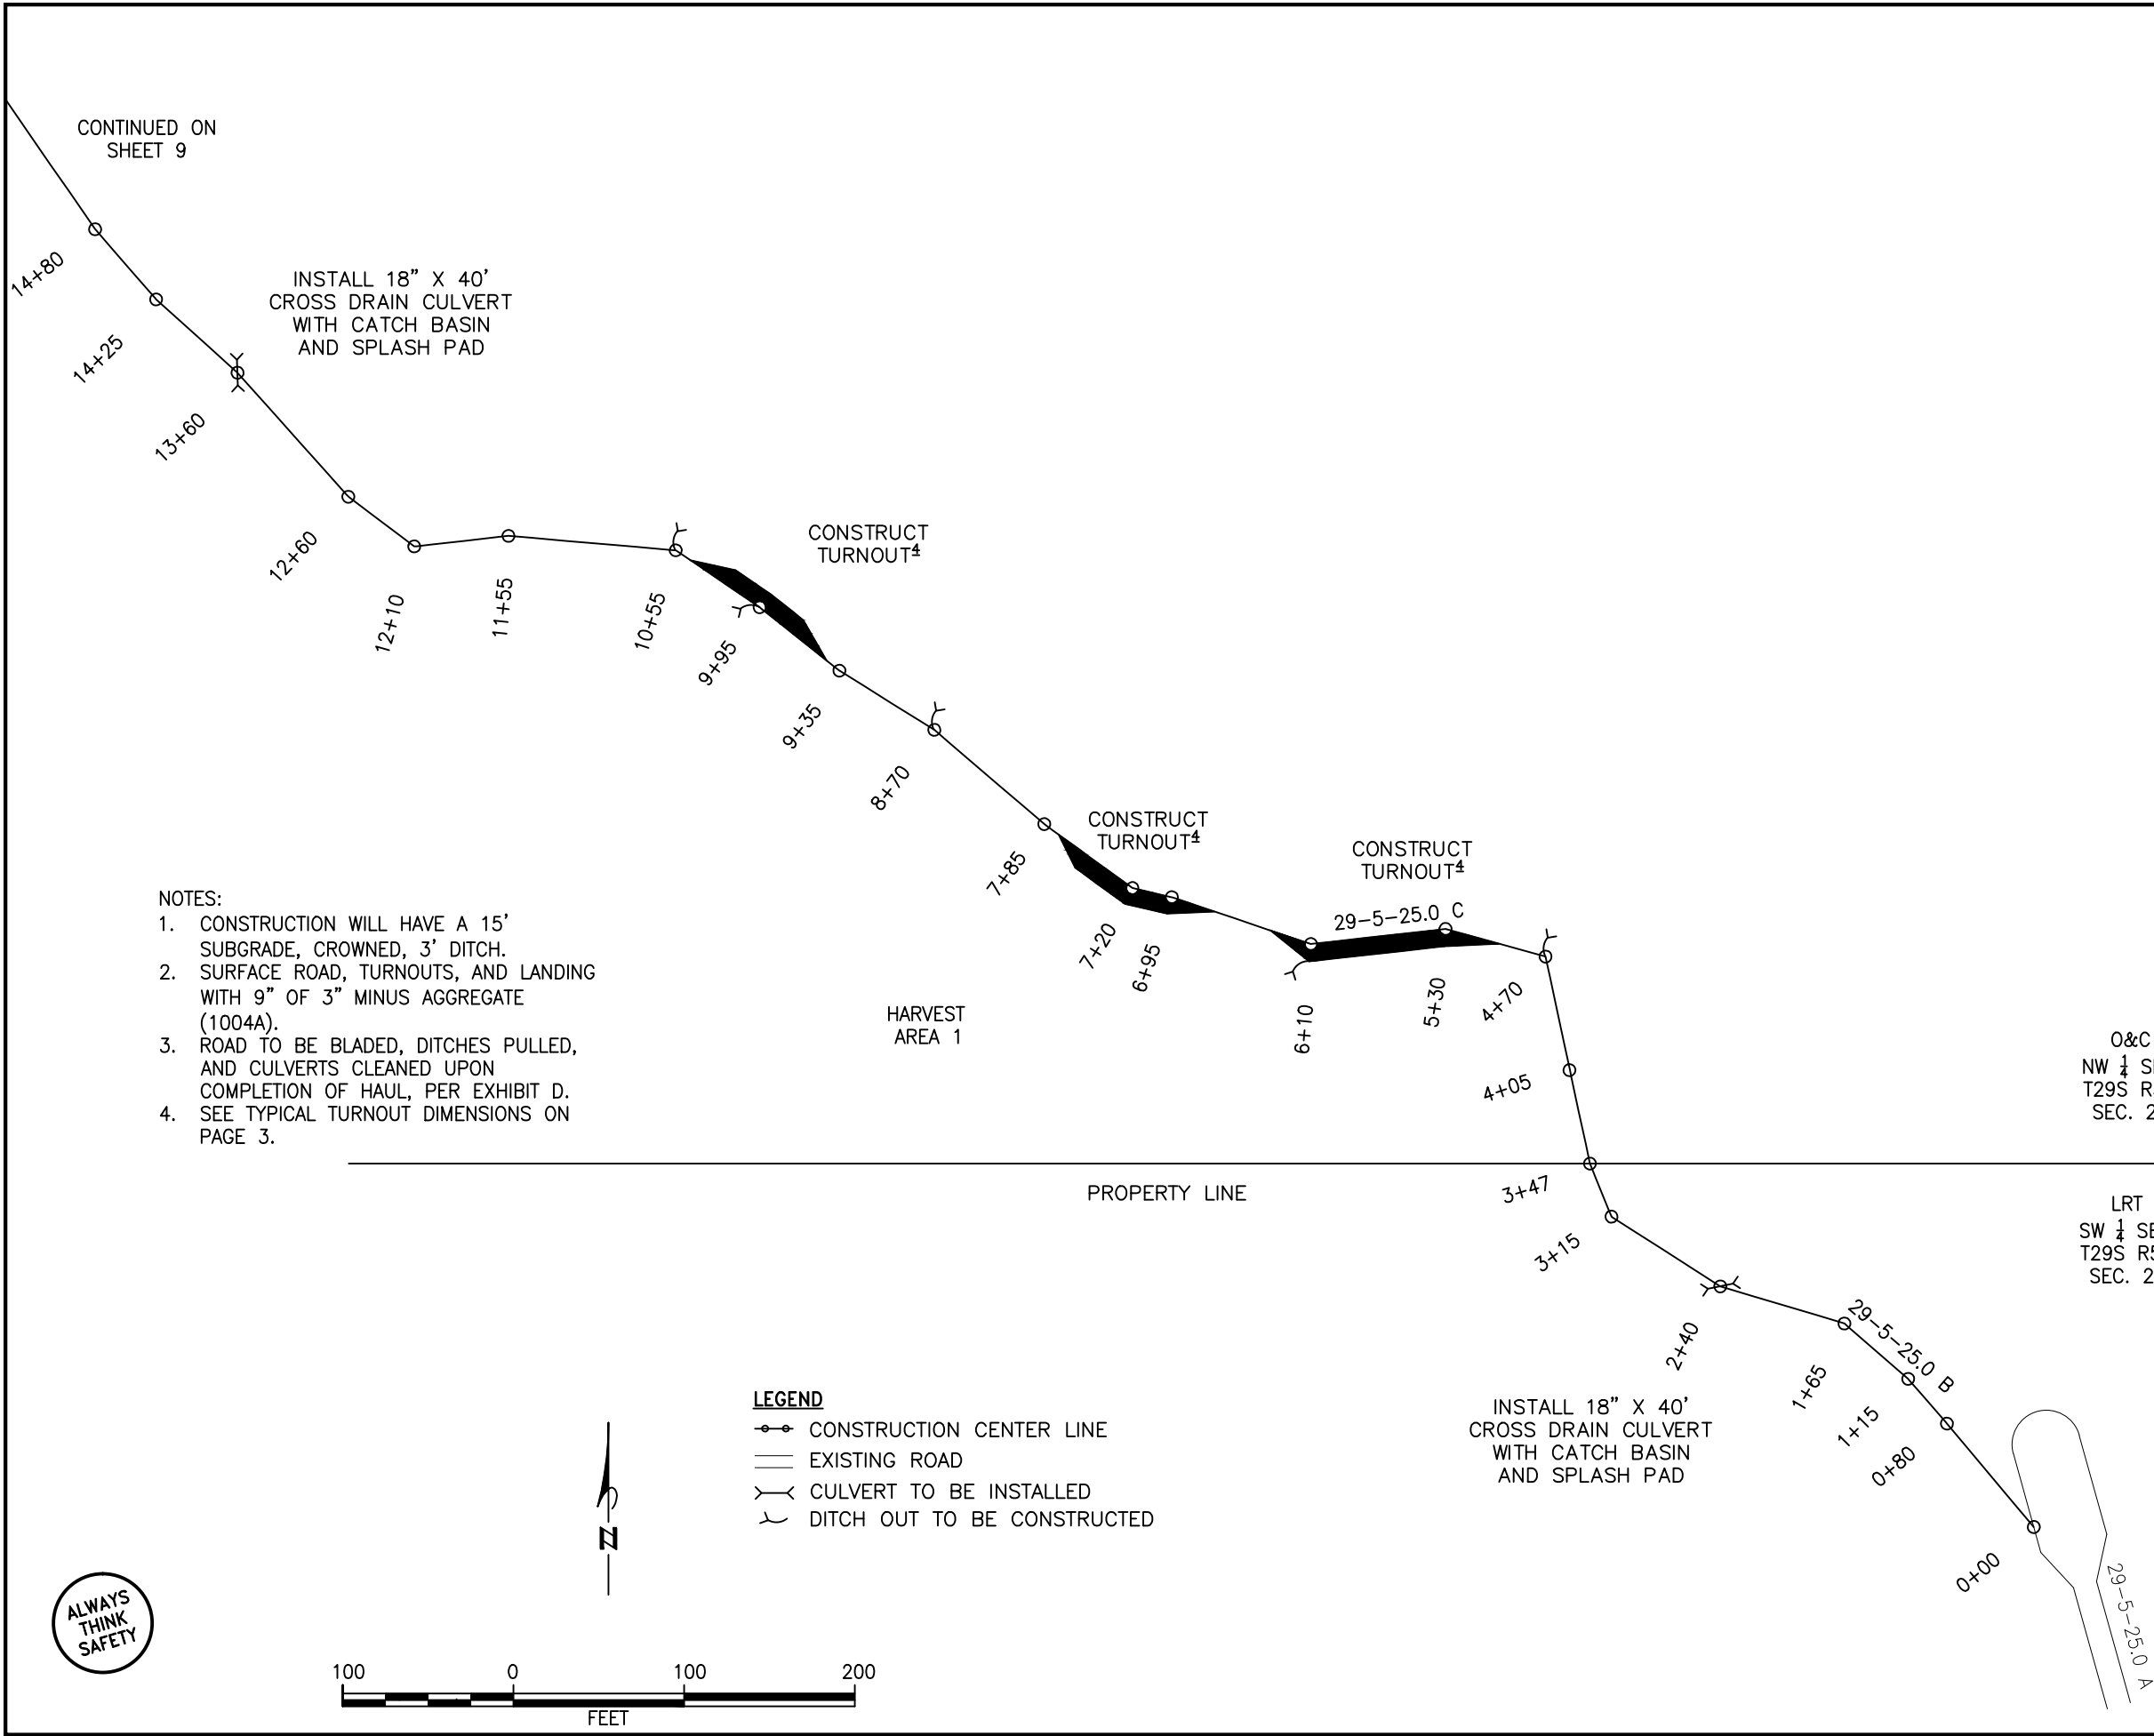 CONTINUED ON
SHEET 9
14+80
14+25
13+60
INSTALL 18" X 40'
CROSS DRAIN CULVERT
WITH CATCH BASIN
AND SPLASH PAD
12+60
12+10
11+55
10+55
CONSTRUCT
TURNOUT4
9+95
9+35
8+70
7+85
CONSTRUCT
TURNOUT4
7+20
6+95
CONSTRUCT
TURNOUT4
29-5-25.0 C
6+10
5+30
4+70
4+05
NOTES:
1. CONSTRUCTION WILL HAVE A 15'
SUBGRADE, CROWNED, 3' DITCH.
2. SURFACE ROAD, TURNOUTS, AND LANDING
WITH 9" OF 3" MINUS AGGREGATE
(1004A).
3. ROAD TO BE BLADED, DITCHES PULLED,
AND CULVERTS CLEANED UPON
COMPLETION OF HAUL, PER EXHIBIT D.
4. SEE TYPICAL TURNOUT DIMENSIONS ON
PAGE 3.
HARVEST
AREA 1
O&C
NW 1/4 S
T29S R
SEC. 2
PROPERTY LINE
3+47
3+15
LRT
SW 1/4 SE
T29S R5
SEC. 2
2+40
1+65
29-5-25.0 B
1+15
0+80
0+00
INSTALL 18" X 40'
CROSS DRAIN CULVERT
WITH CATCH BASIN
AND SPLASH PAD
29-5-25.0 A
LEGEND
CONSTRUCTION CENTER LINE
EXISTING ROAD
CULVERT TO BE INSTALLED
DITCH OUT TO BE CONSTRUCTED
N
ALWAYS
THINK
SAFETY
100 0 100 200
FEET